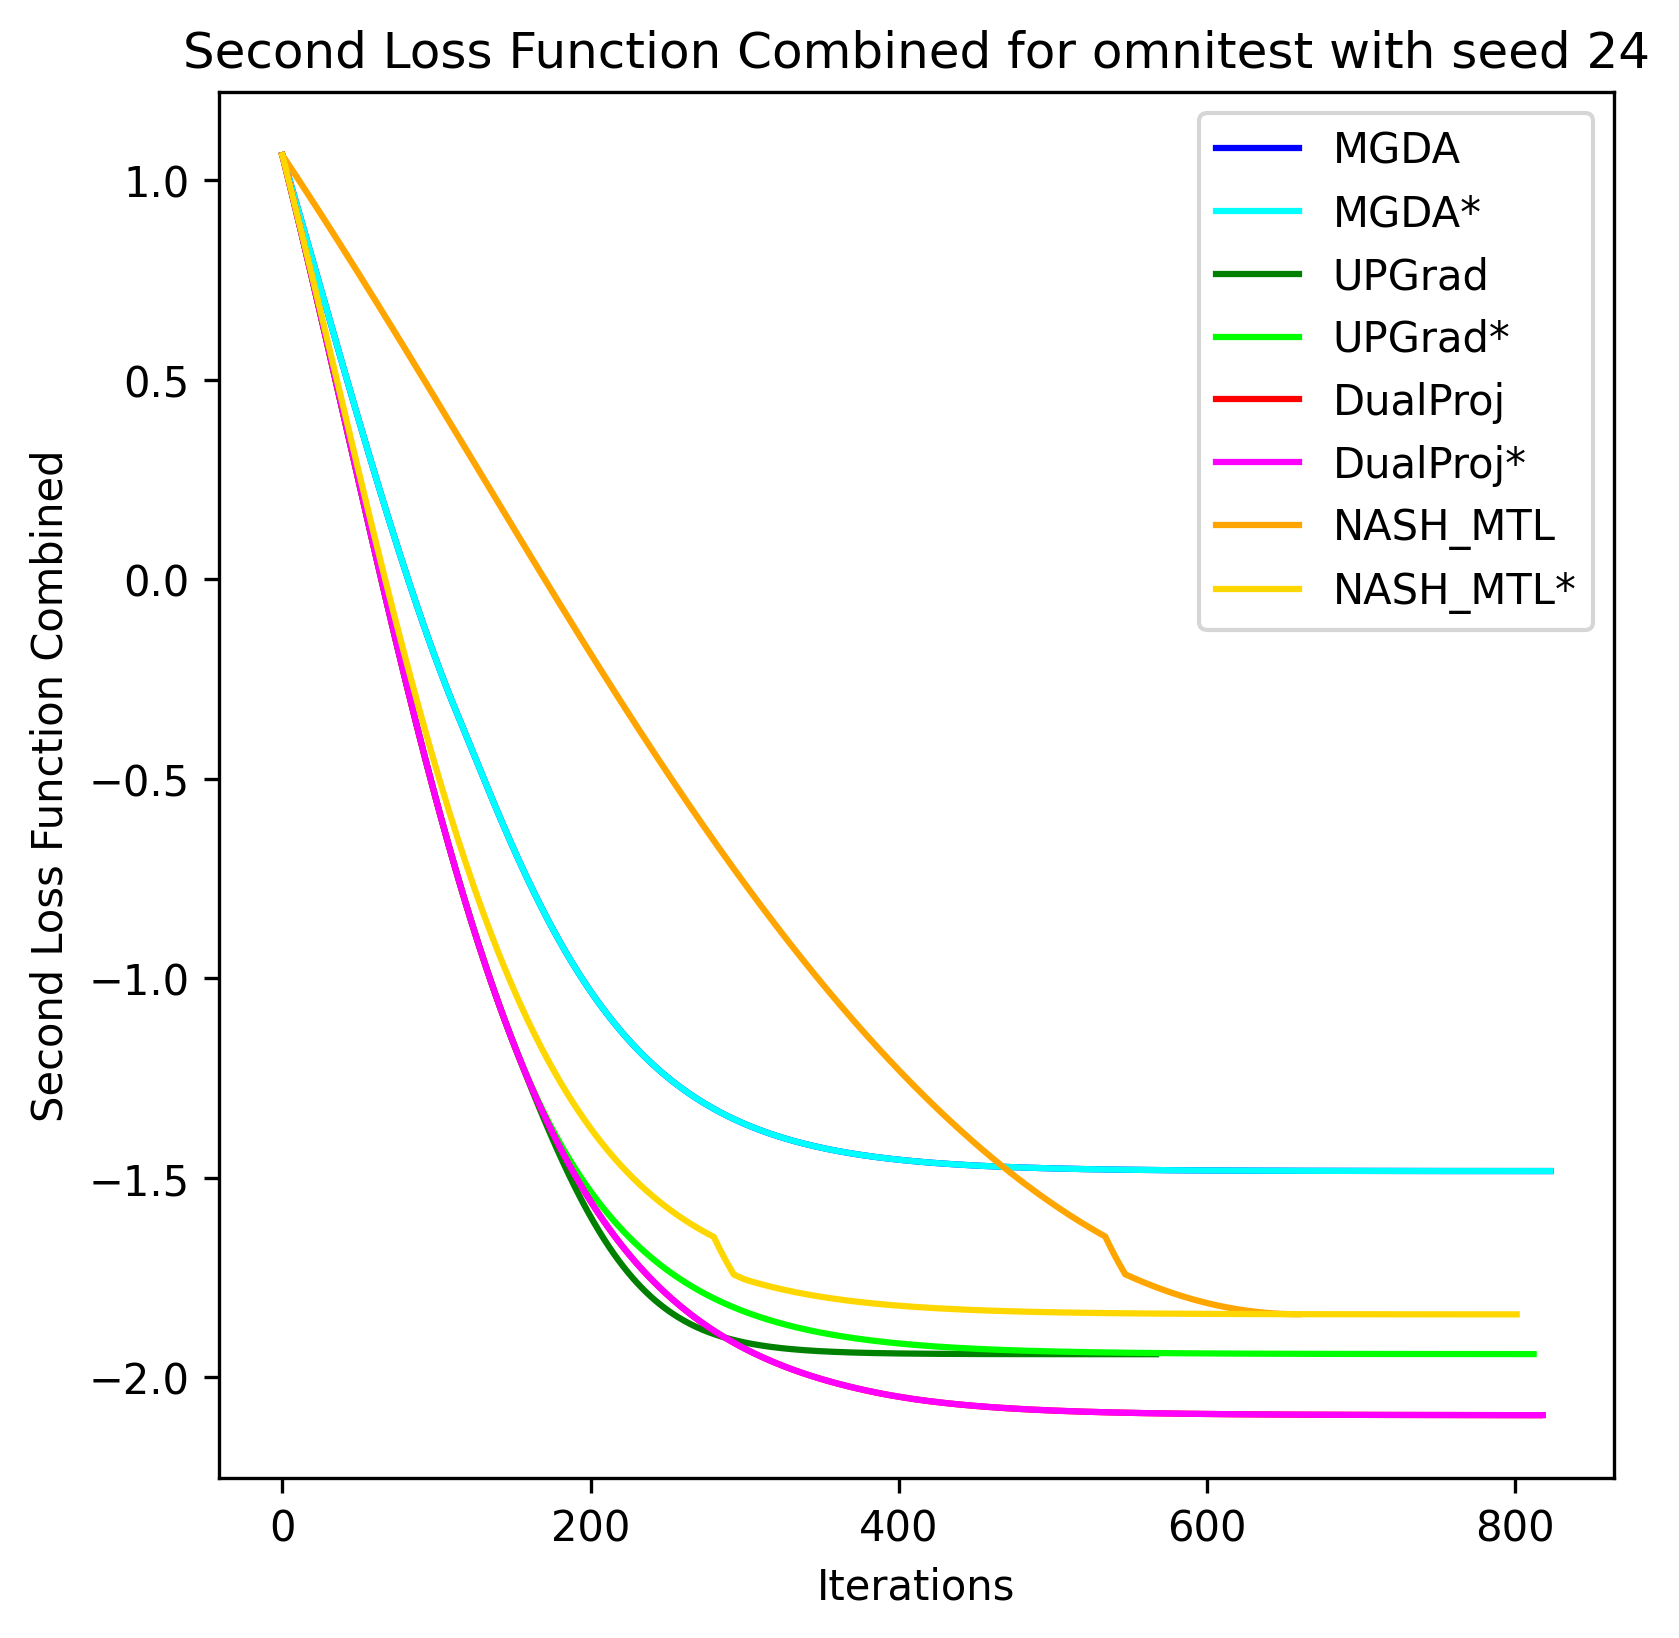 Second Loss Function Combined for omnitest with seed 24
Second Loss Function Combined
1.0
0.5
0.0
−0.5
−1.0
−1.5
−2.0
MGDA
MGDA*
UPGrad
UPGrad*
DualProj
DualProj*
NASH_MTL
NASH_MTL*
0
200
400
600
800
Iterations